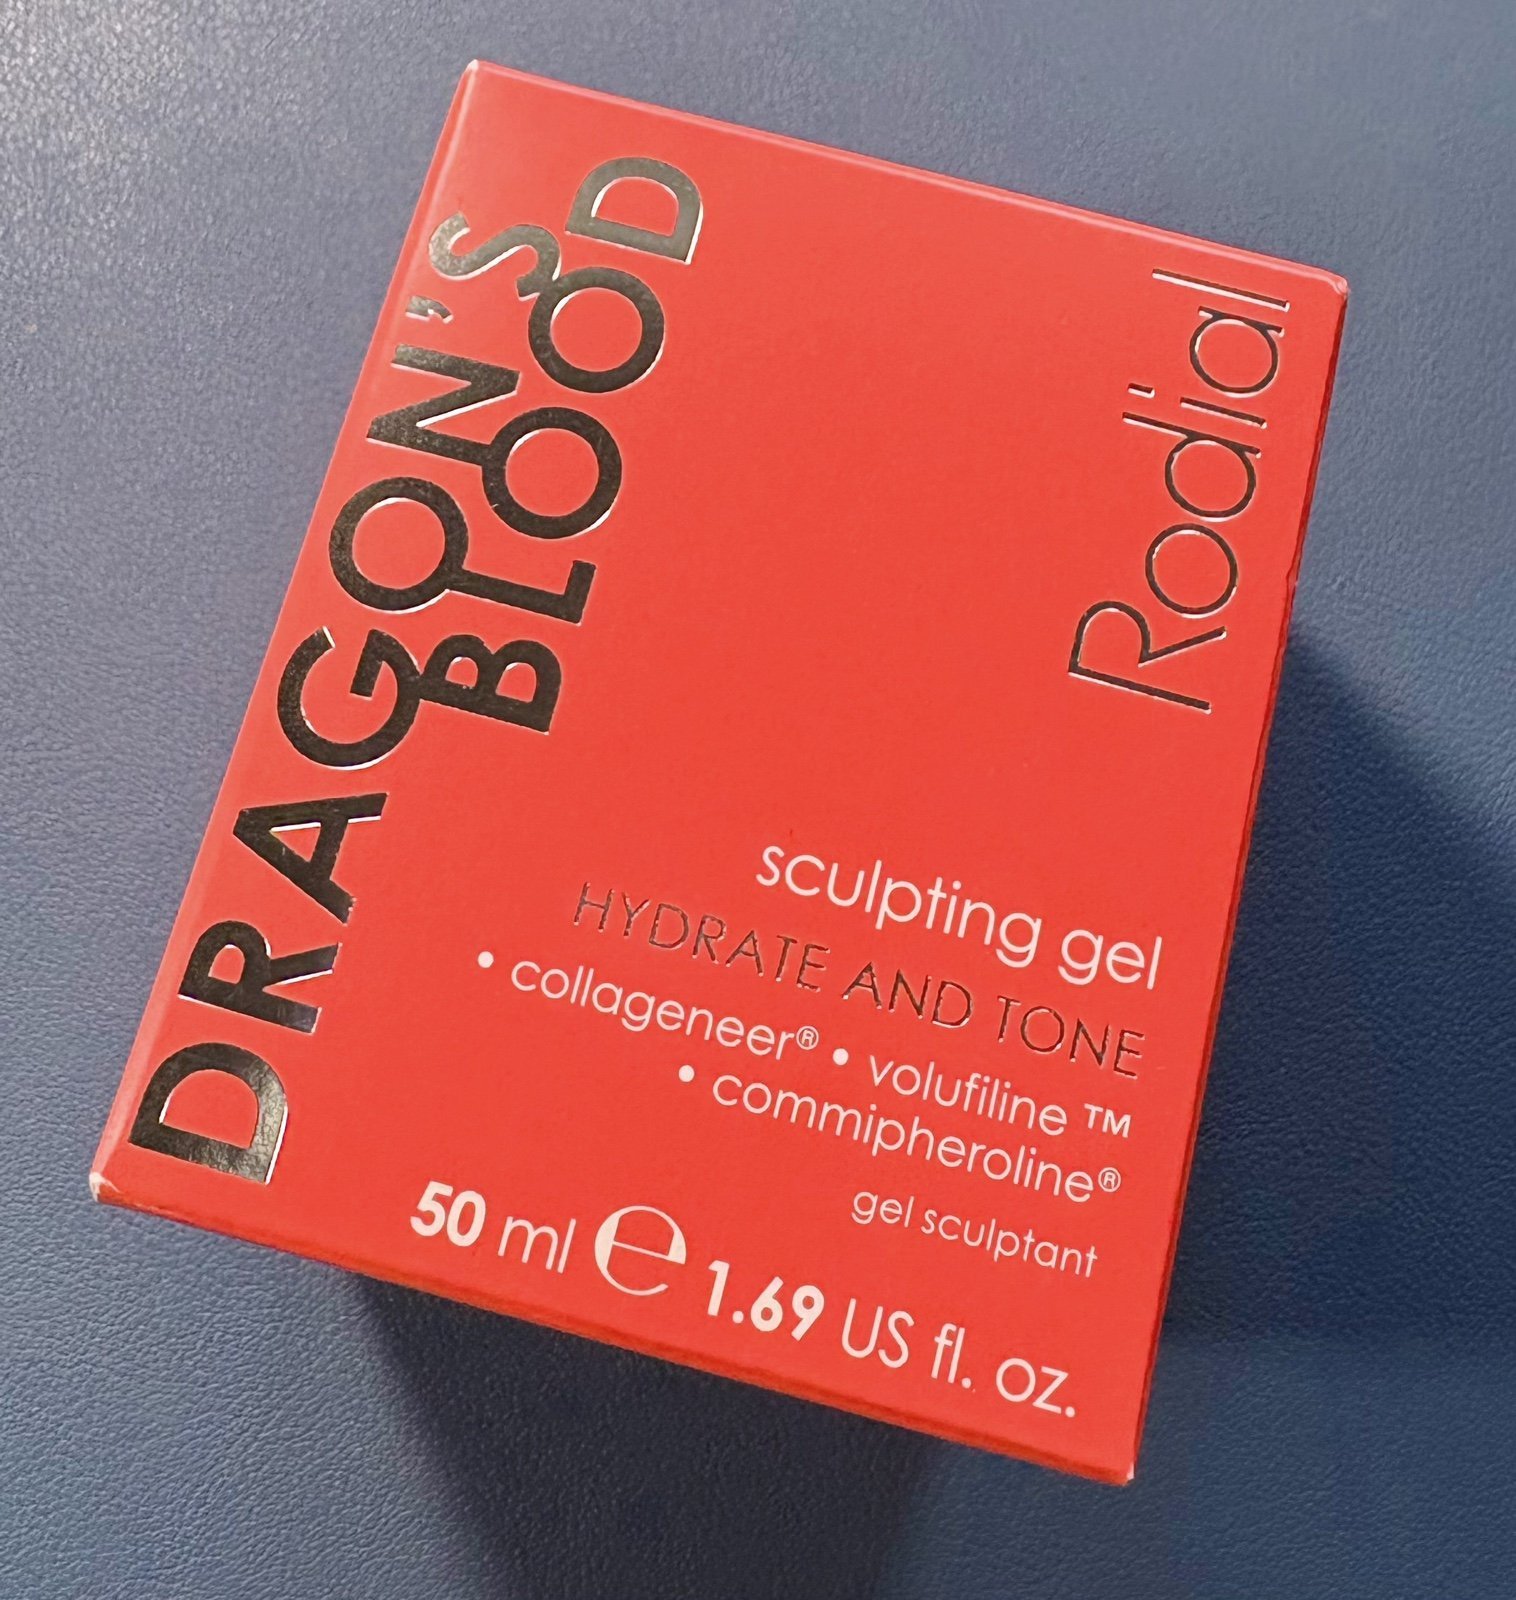 DRAGON'S
BLOOD
Rodial
sculpting gel
HYDRATE AND TONE
• collageneer® • volufiline ™
• commipheroline®
gel sculptant
50 ml ℮ 1.69 US fl. oz.